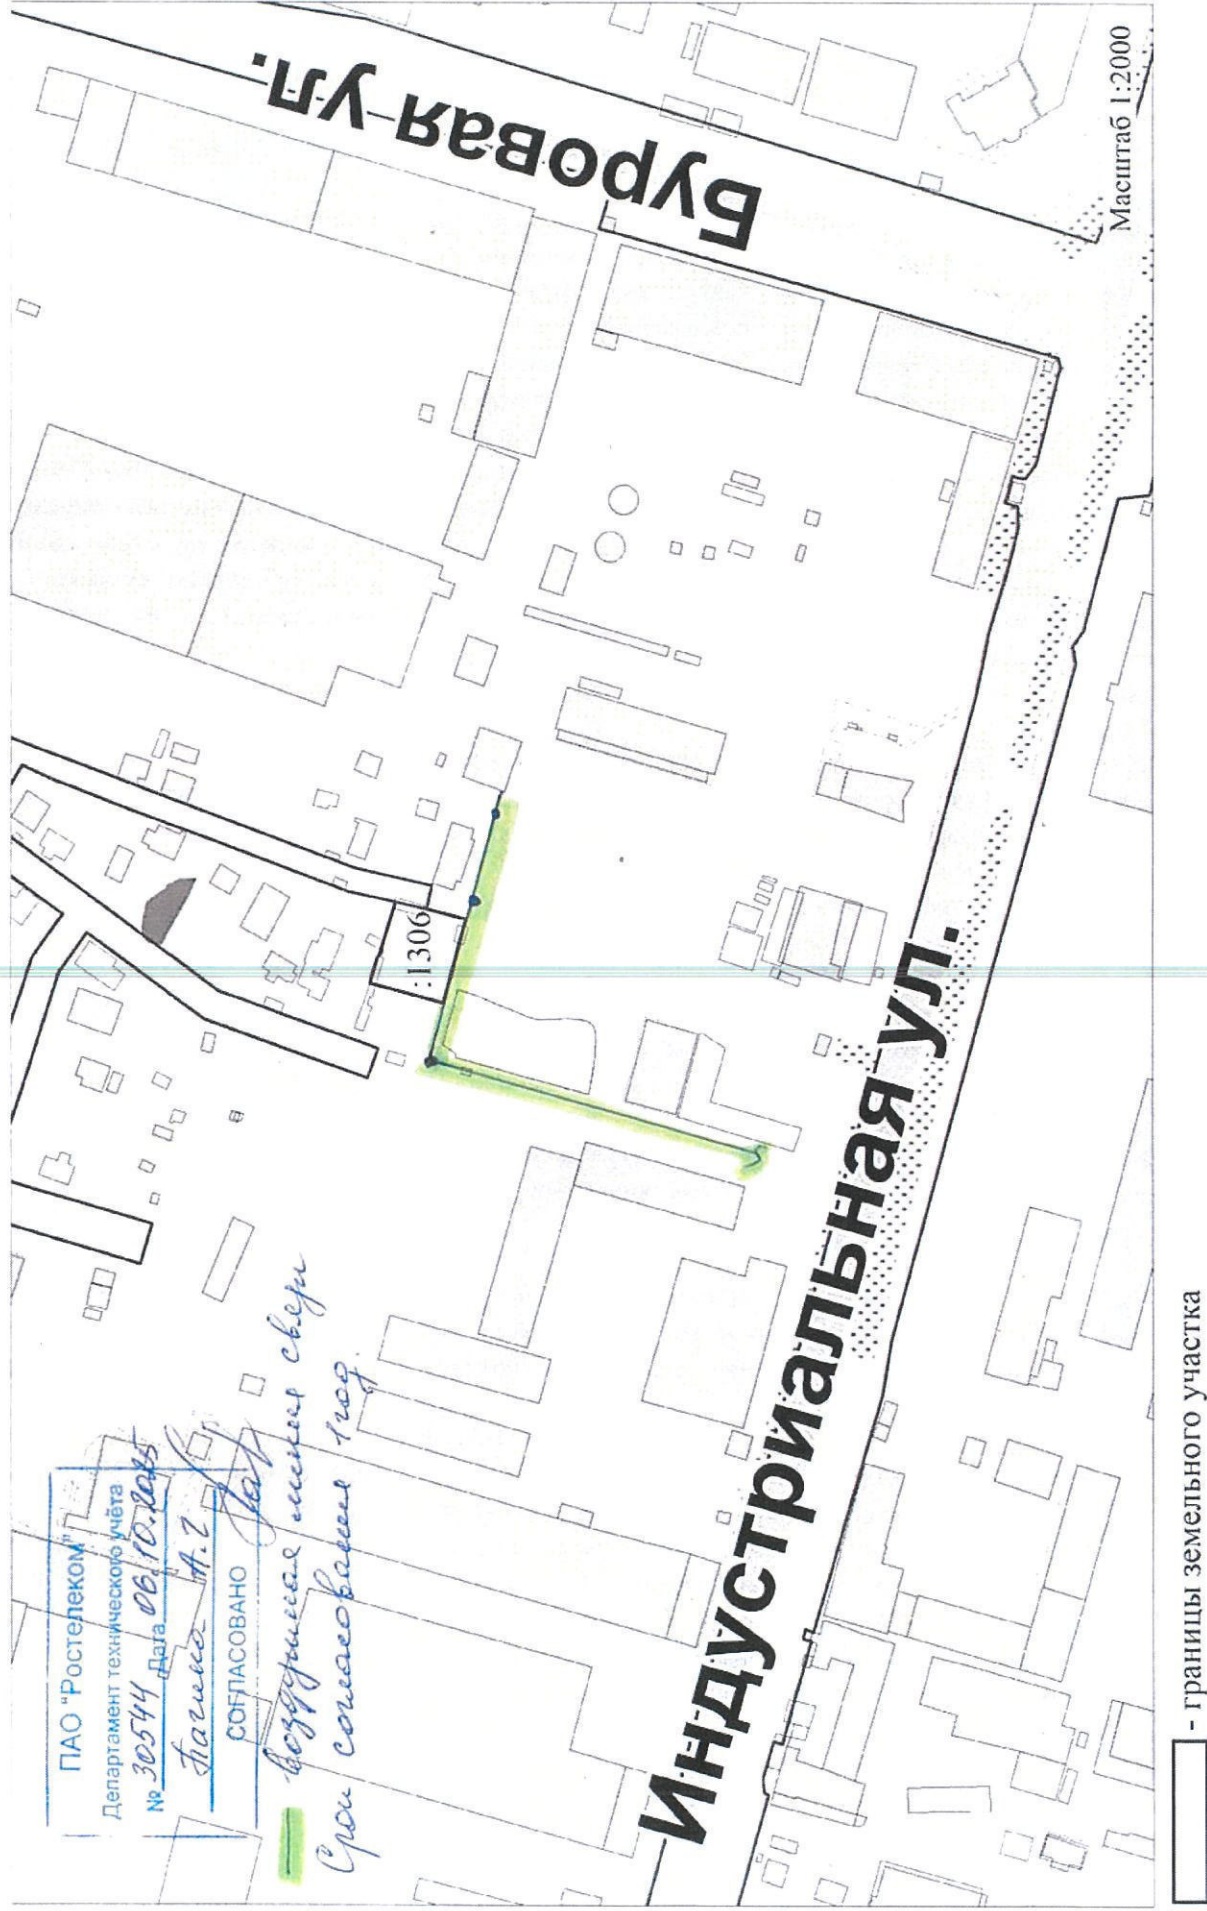 ПАО "Ростелеком"
Департамент технического учёта
№ 30544 Дата 06.10.2025
А.Г
СОГЛАСОВАНО
- воздушная линия связи
Срок согласования 1 год.
Буровая ул.
:1306
Индустриальная ул.
Масштаб 1:2000
- границы земельного участка